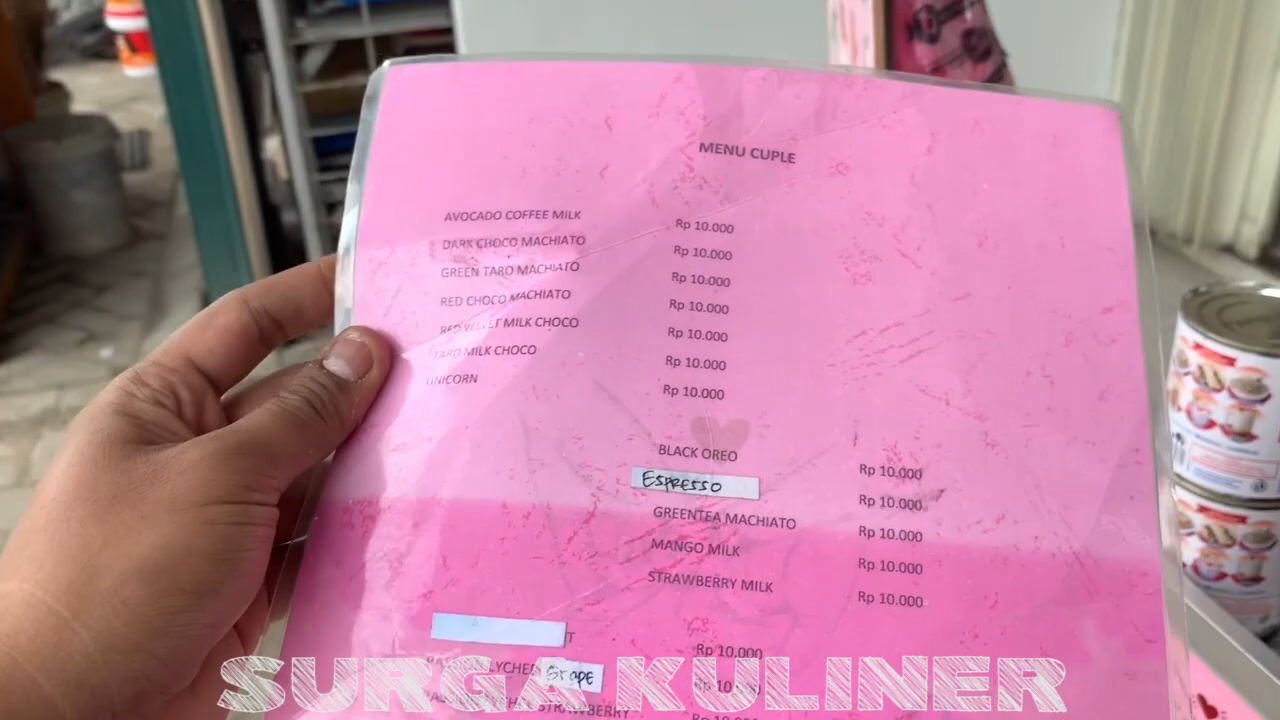 MENU CUPLE
AVOCADO COFFEE MILK Rp 10.000
DARK CHOCO MACHIATO Rp 10.000
GREEN TARO MACHIATO Rp 10.000
RED CHOCO MACHIATO Rp 10.000
RED VELVET MILK CHOCO Rp 10.000
TARO MILK CHOCO Rp 10.000
UNICORN Rp 10.000
BLACK OREO Rp 10.000
ESPRESSO Rp 10.000
GREENTEA MACHIATO Rp 10.000
MANGO MILK Rp 10.000
STRAWBERRY MILK Rp 10.000
T Rp 10.000
LYCHEE Grape Rp
STRAWBERRY
SURGA KULINER